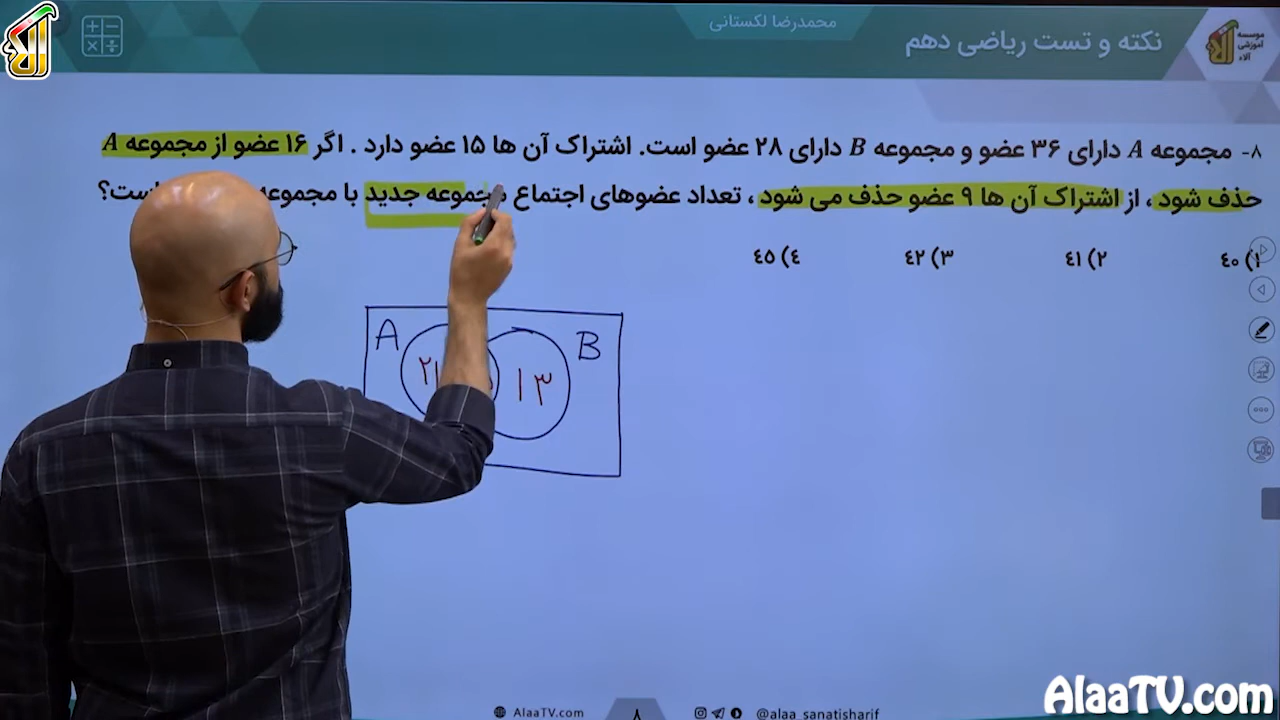 محمدرضا لکستانی
نکته و تست ریاضی دهم
موسسه
آموزشی
آلاء
۸- مجموعه A دارای ۳۶ عضو و مجموعه B دارای ۲۸ عضو است. اشتراک آن ها ۱۵ عضو دارد . اگر ۱۶ عضو از مجموعه A
حذف شود ، از اشتراک آن ها ۹ عضو حذف می شود ، تعداد عضوهای اجتماع مجموعه جدید با مجموعه است؟
۱) ۴۰ ۲) ۴۱ ۳) ۴۲ ۴) ۴۵
A B
۲۱ ۱۳
AlaaTV.com ۸ @alaa_sanatisharif
AlaaTV.com